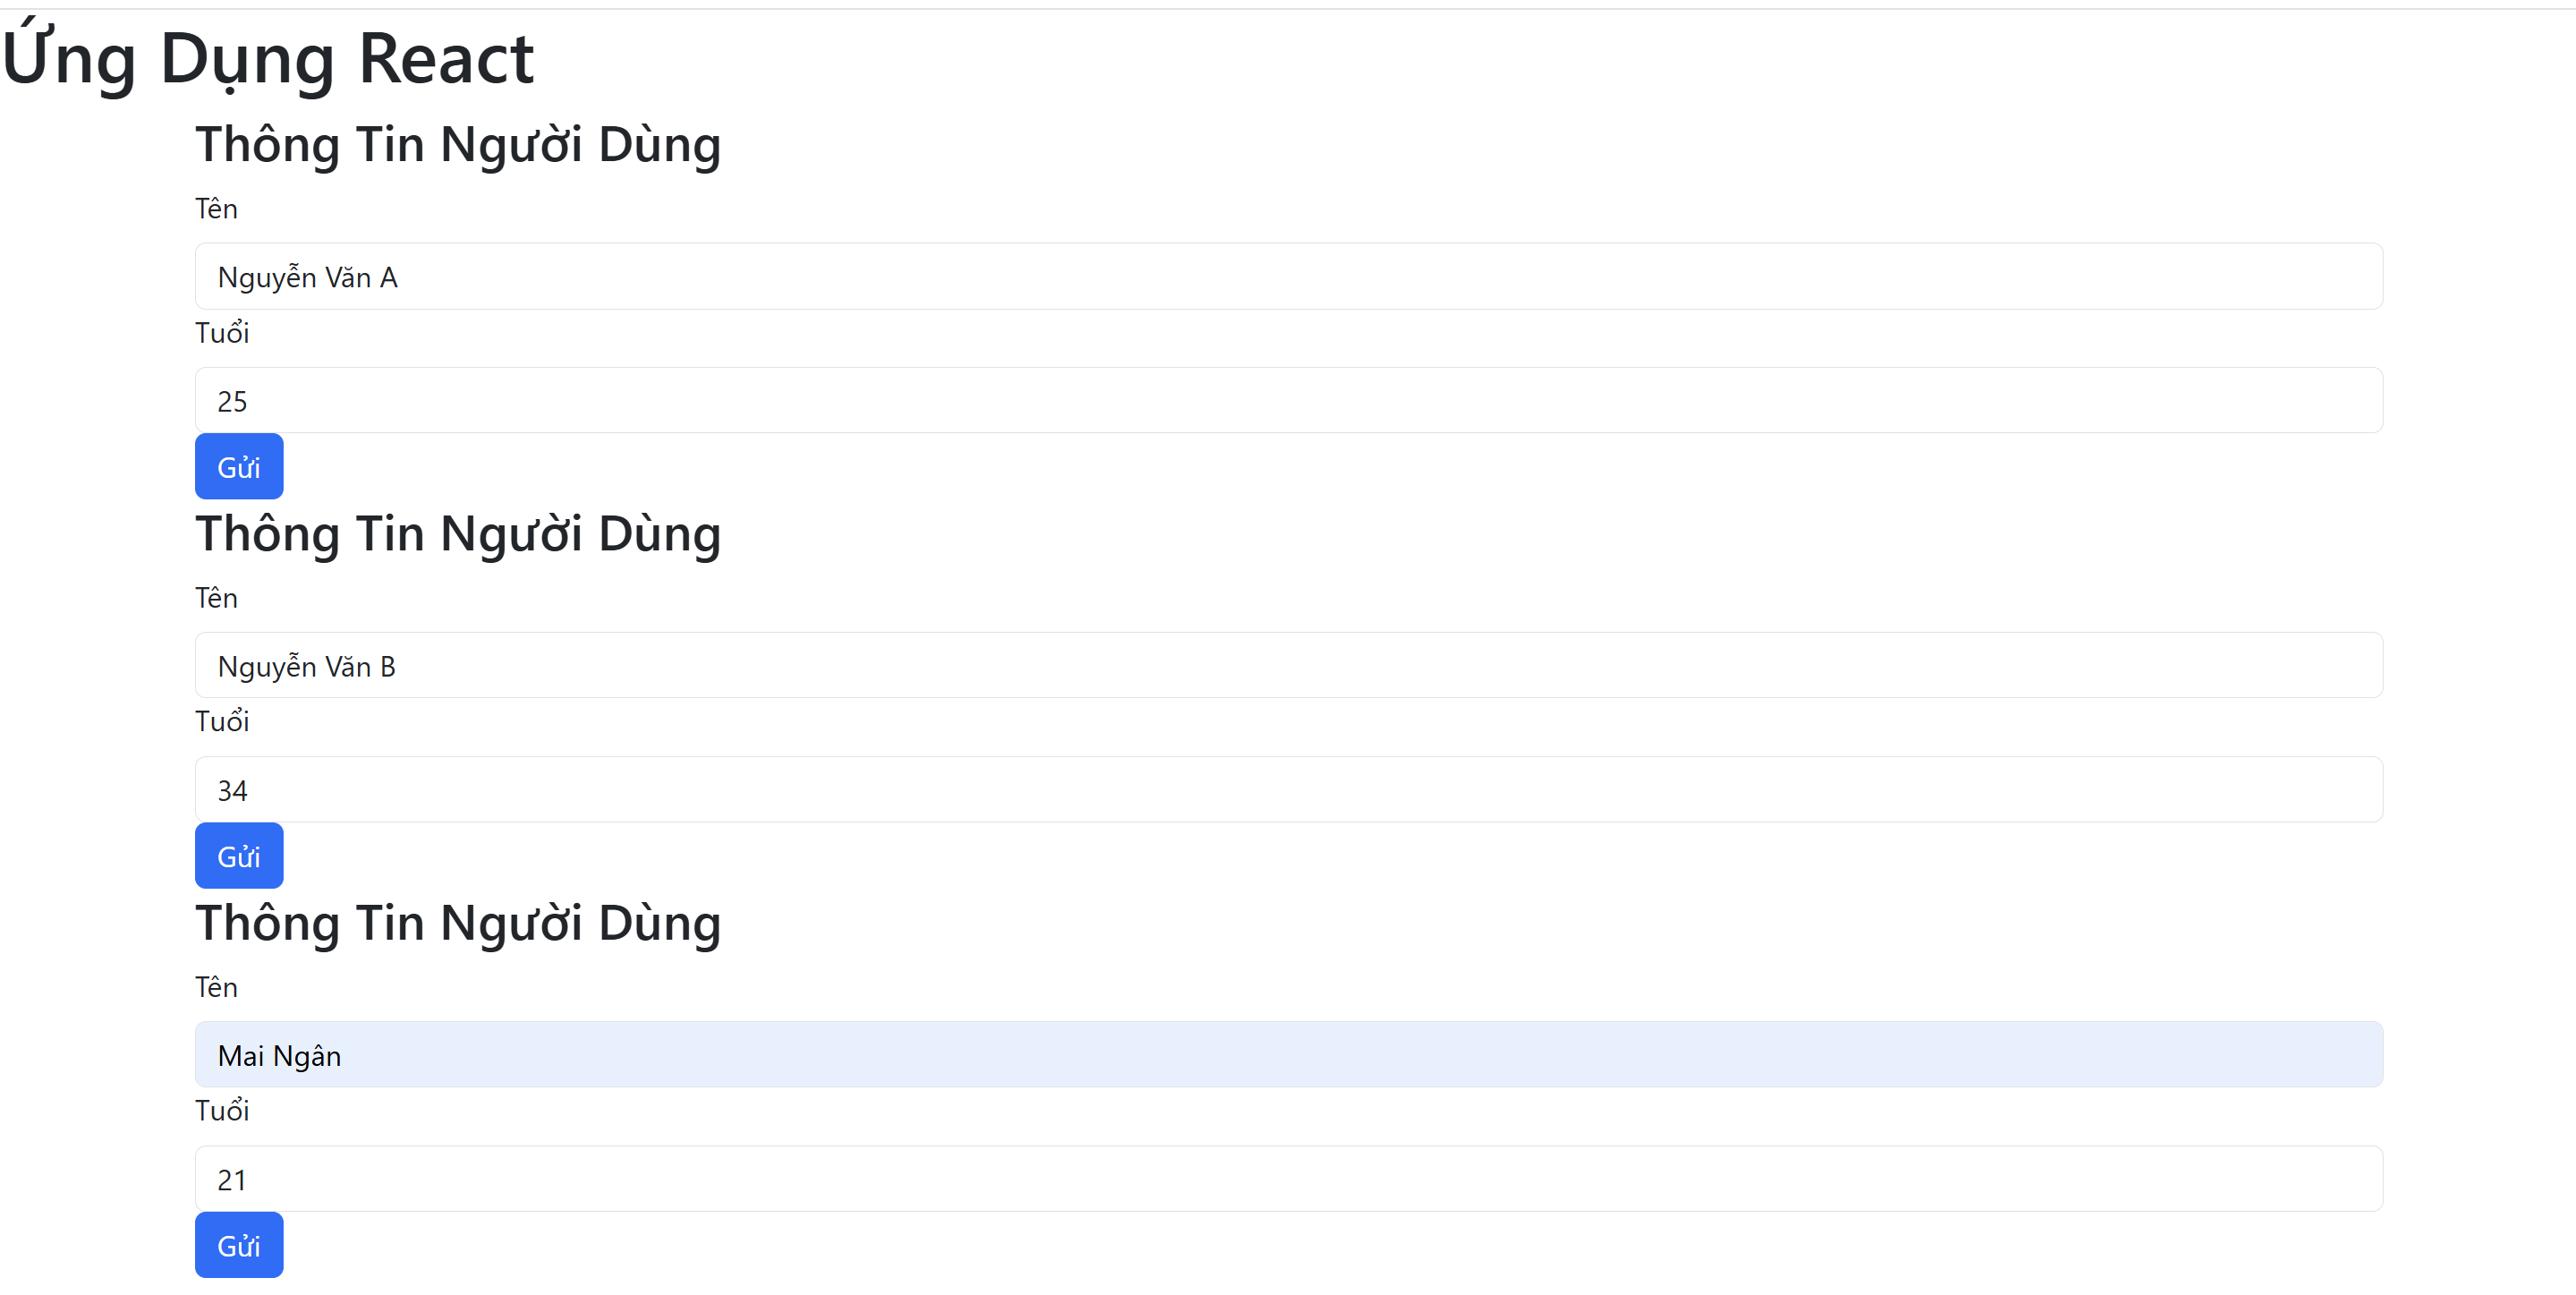 Ứng Dụng React
Thông Tin Người Dùng
Tên
Nguyễn Văn A
Tuổi
25
Gửi
Thông Tin Người Dùng
Tên
Nguyễn Văn B
Tuổi
34
Gửi
Thông Tin Người Dùng
Tên
Mai Ngân
Tuổi
21
Gửi